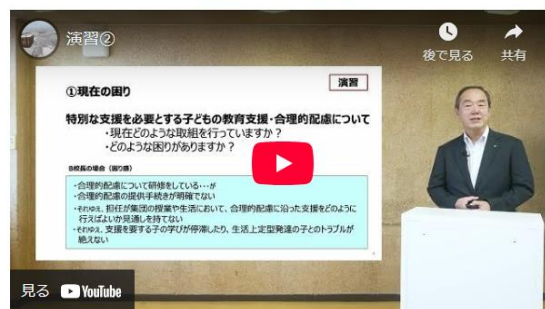 演習②
後で見る
共有
演習
①現在の困り
特別な支援を必要とする子どもの教育支援・合理的配慮について
・現在どのような取組を行っていますか？
・どのような困りがありますか？
B校長の場合（困り感）
・合理的配慮について研修をしている…が
・合理的配慮の提供手続きが明確でない
・それゆえ、担任が集団の授業や生活において、合理的配慮に沿った支援をどのように
行えばよいか見通しを持てない
・それゆえ、支援を要する子の学びが停滞したり、生活上定型発達の子とのトラブルが
絶えない
見る YouTube